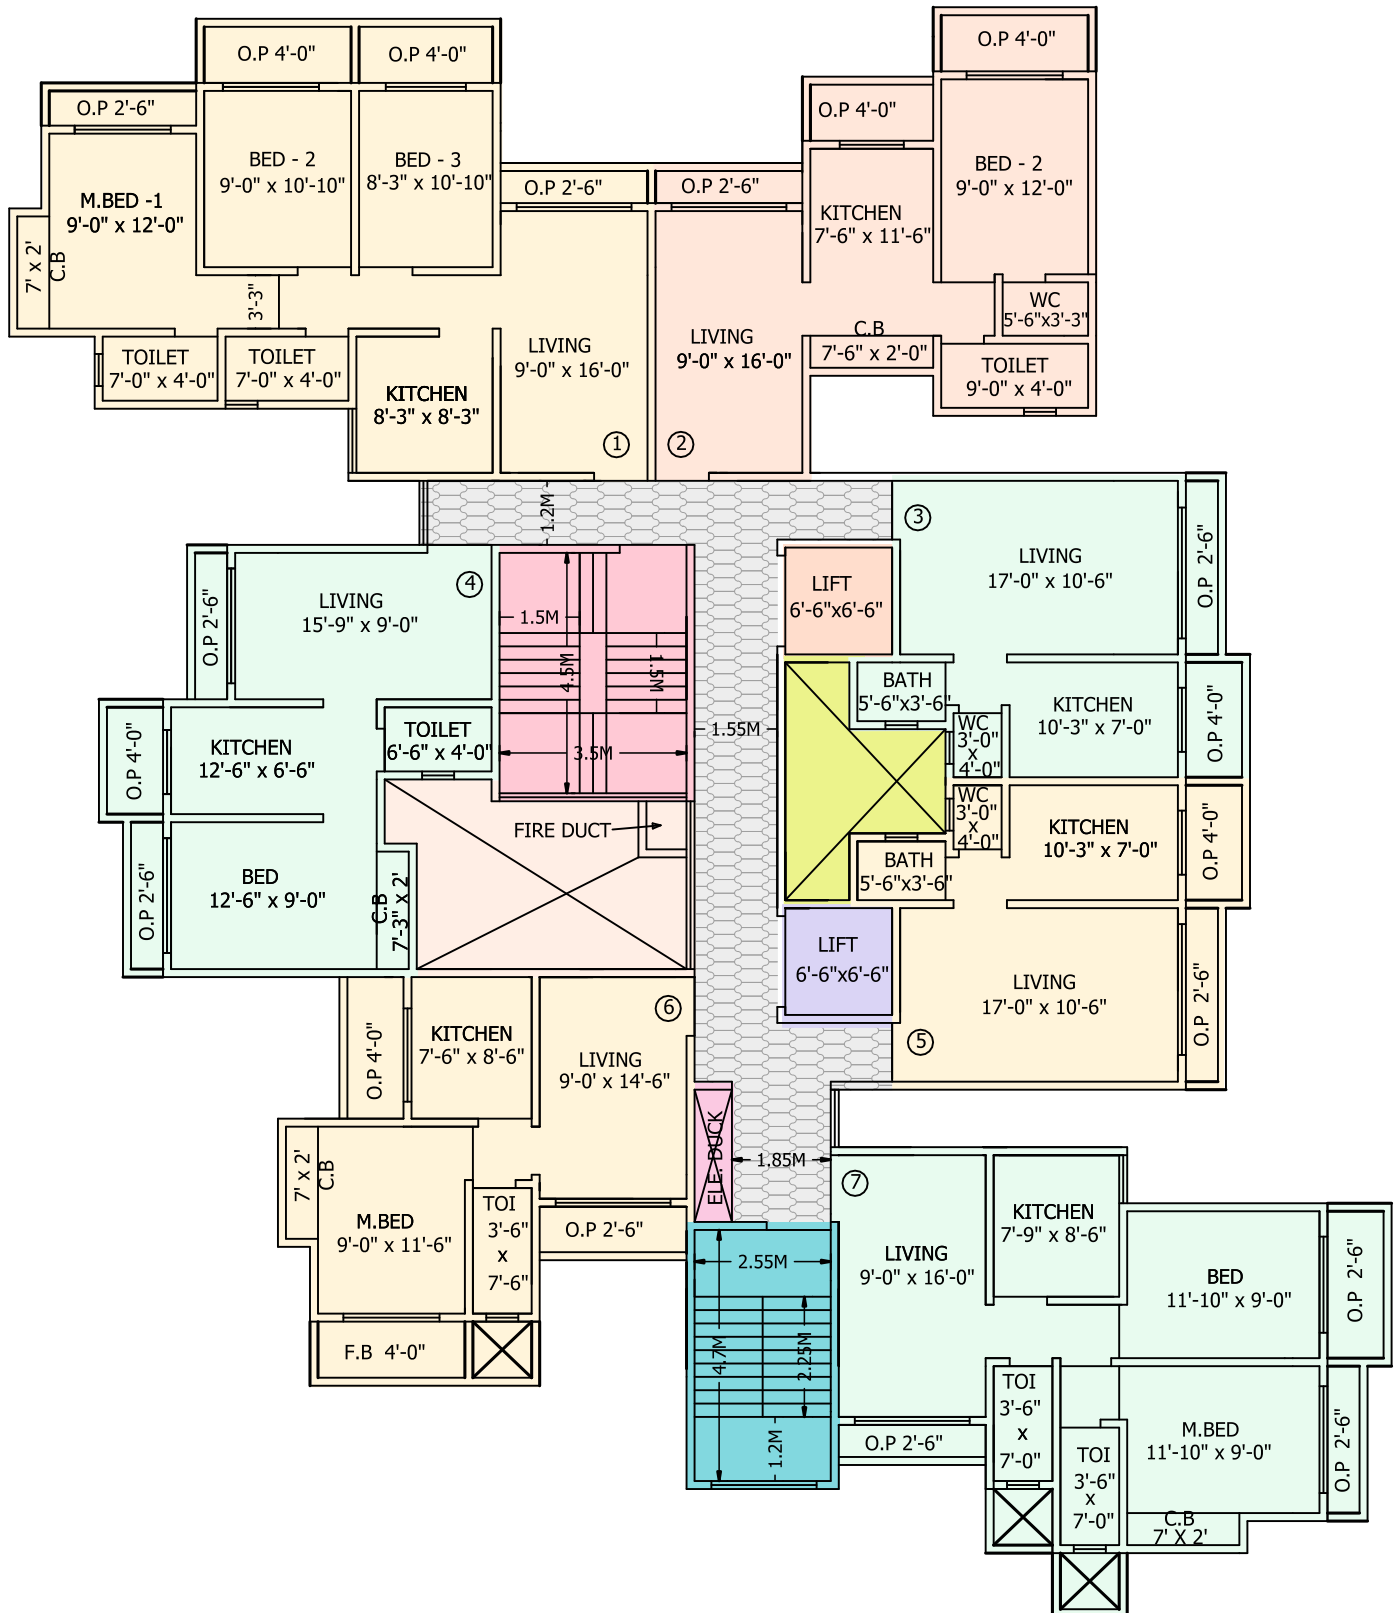 O.P 4'-0"
O.P 4'-0"
O.P 2'-6"
M.BED -1
9'-0" x 12'-0"
7' x 2'
C.B
BED - 2
9'-0" x 10'-10"
BED - 3
8'-3" x 10'-10"
3'-3"
TOILET
7'-0" x 4'-0"
TOILET
7'-0" x 4'-0"
KITCHEN
8'-3" x 8'-3"
O.P 2'-6"
LIVING
9'-0" x 16'-0"
1
O.P 2'-6"
LIVING
9'-0" x 16'-0"
2
O.P 4'-0"
KITCHEN
7'-6" x 11'-6"
O.P 4'-0"
BED - 2
9'-0" x 12'-0"
WC
5'-6"x3'-3"
C.B
7'-6" x 2'-0"
TOILET
9'-0" x 4'-0"
1.2M
3
LIVING
17'-0" x 10'-6"
O.P 2'-6"
LIFT
6'-6"x6'-6"
BATH
5'-6"x3'-6"
WC
3'-0"
x
4'-0"
KITCHEN
10'-3" x 7'-0"
O.P 4'-0"
4
LIVING
15'-9" x 9'-0"
O.P 2'-6"
TOILET
6'-6" x 4'-0"
KITCHEN
12'-6" x 6'-6"
O.P 4'-0"
BED
12'-6" x 9'-0"
O.P 2'-6"
C.B
7'-3" x 2'
1.5M
4.5M
1.5M
3.5M
1.55M
FIRE DUCT
WC
3'-0"
x
4'-0"
BATH
5'-6"x3'-6"
KITCHEN
10'-3" x 7'-0"
O.P 4'-0"
LIFT
6'-6"x6'-6"
LIVING
17'-0" x 10'-6"
O.P 2'-6"
5
6
O.P 4'-0"
KITCHEN
7'-6" x 8'-6"
LIVING
9'-0' x 14'-6"
7' x 2'
C.B
M.BED
9'-0" x 11'-6"
TOI
3'-6"
x
7'-6"
O.P 2'-6"
F.B 4'-0"
ELE. DUCK
1.85M
2.55M
4.7M
2.25M
1.2M
7
LIVING
9'-0" x 16'-0"
KITCHEN
7'-9" x 8'-6"
BED
11'-10" x 9'-0"
O.P 2'-6"
O.P 2'-6"
TOI
3'-6"
x
7'-0"
TOI
3'-6"
x
7'-0"
M.BED
11'-10" x 9'-0"
O.P 2'-6"
C.B
7' X 2'